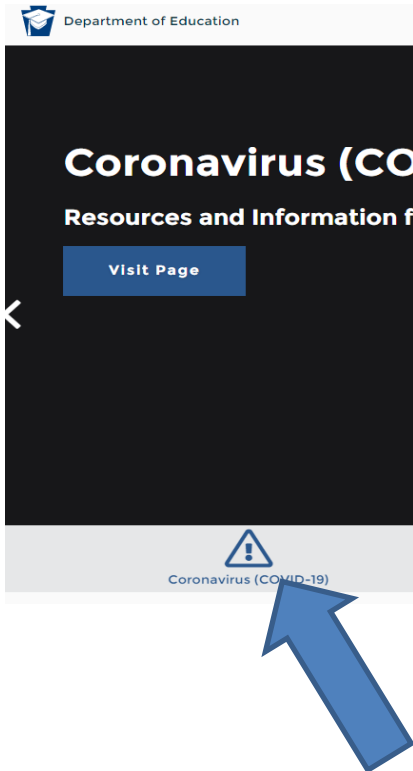 Department of Education
Coronavirus (CO
Resources and Information f
Visit Page
Coronavirus (COVID-19)